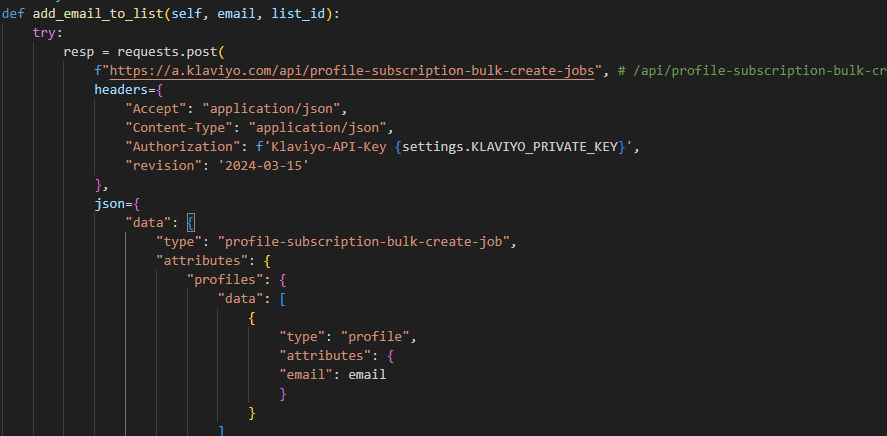 def add_email_to_list(self, email, list_id):
    try:
        resp = requests.post(
            f"https://a.klaviyo.com/api/profile-subscription-bulk-create-jobs", # /api/profile-subscription-bulk-cr
            headers={
                "Accept": "application/json",
                "Content-Type": "application/json",
                "Authorization": f'Klaviyo-API-Key {settings.KLAVIYO_PRIVATE_KEY}',
                "revision": '2024-03-15'
            },
            json={
                "data": {
                    "type": "profile-subscription-bulk-create-job",
                    "attributes": {
                        "profiles": {
                            "data": [
                                {
                                    "type": "profile",
                                    "attributes": {
                                    "email": email
                                    }
                                }
                            ]